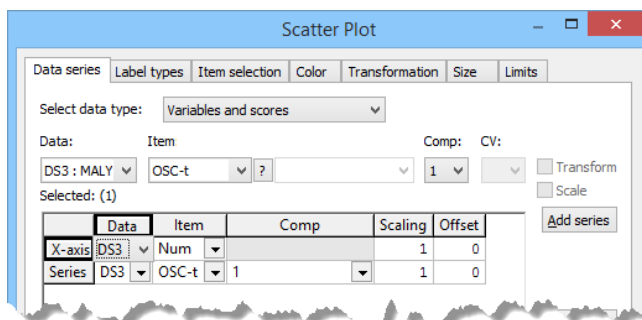 Scatter Plot
Data series Label types Item selection Color Transformation Size Limits
Select data type: Variables and scores
Data: Item: Comp: CV:
DS3 : MALY OSC-t ? 1 Transform
Selected: (1) Scale
Add series
Data Item Comp Scaling Offset
X-axis DS3 Num 1 0
Series DS3 OSC-t 1 1 0